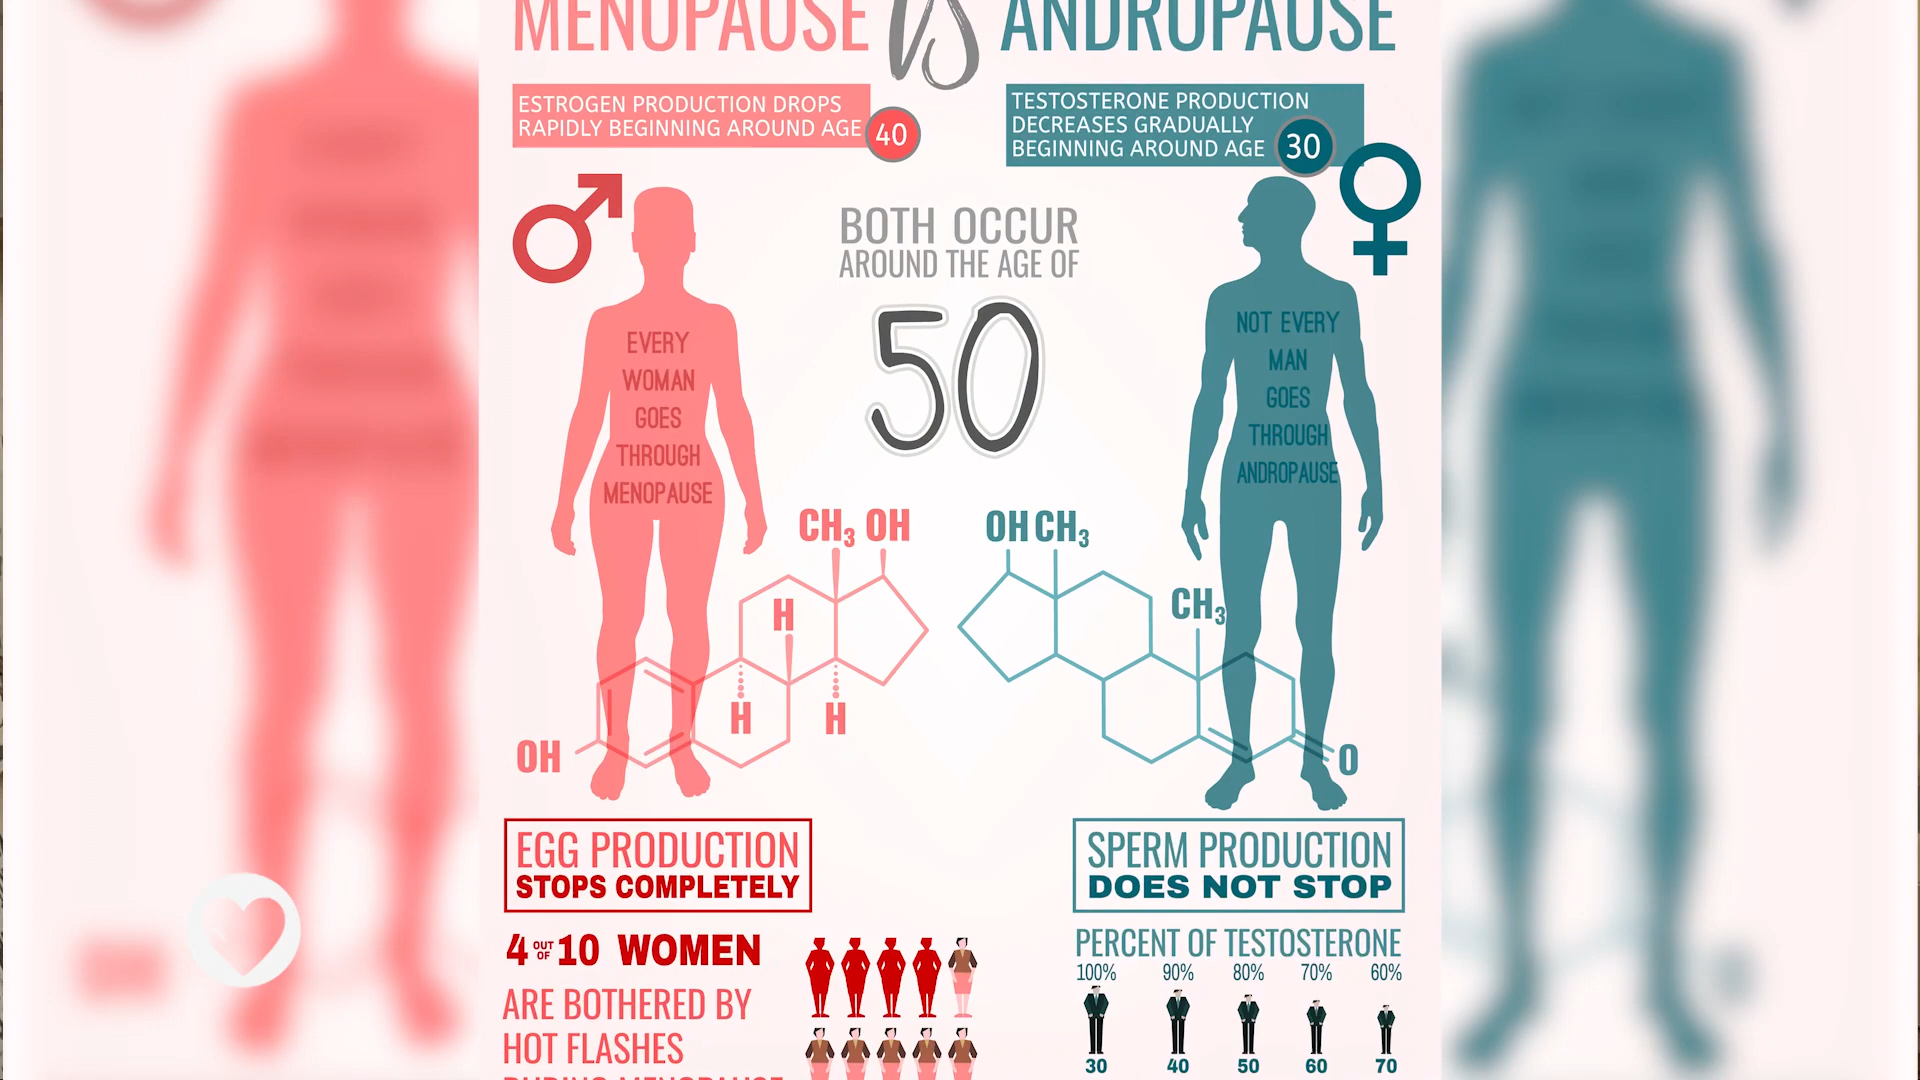 MENOPAUSE VS ANDROPAUSE
ESTROGEN PRODUCTION DROPS
RAPIDLY BEGINNING AROUND AGE 40
TESTOSTERONE PRODUCTION
DECREASES GRADUALLY
BEGINNING AROUND AGE 30
BOTH OCCUR
AROUND THE AGE OF
50
EVERY
WOMAN
GOES
THROUGH
MENOPAUSE
NOT EVERY
MAN
GOES
THROUGH
ANDROPAUSE
CH3 OH
H
H H
OH
OH CH3
CH3
O
EGG PRODUCTION
STOPS COMPLETELY
SPERM PRODUCTION
DOES NOT STOP
4 OUT OF 10 WOMEN
ARE BOTHERED BY
HOT FLASHES
DURING MENOPAUSE
PERCENT OF TESTOSTERONE
100% 90% 80% 70% 60%
30 40 50 60 70